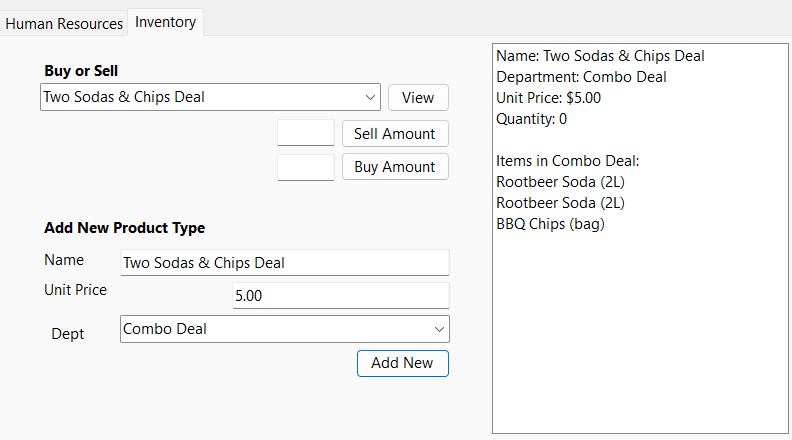 Human Resources
Inventory
Buy or Sell
Two Sodas & Chips Deal
View
Sell Amount
Buy Amount
Add New Product Type
Name
Two Sodas & Chips Deal
Unit Price
5.00
Dept
Combo Deal
Add New
Name: Two Sodas & Chips Deal
Department: Combo Deal
Unit Price: $5.00
Quantity: 0
Items in Combo Deal:
Rootbeer Soda (2L)
Rootbeer Soda (2L)
BBQ Chips (bag)